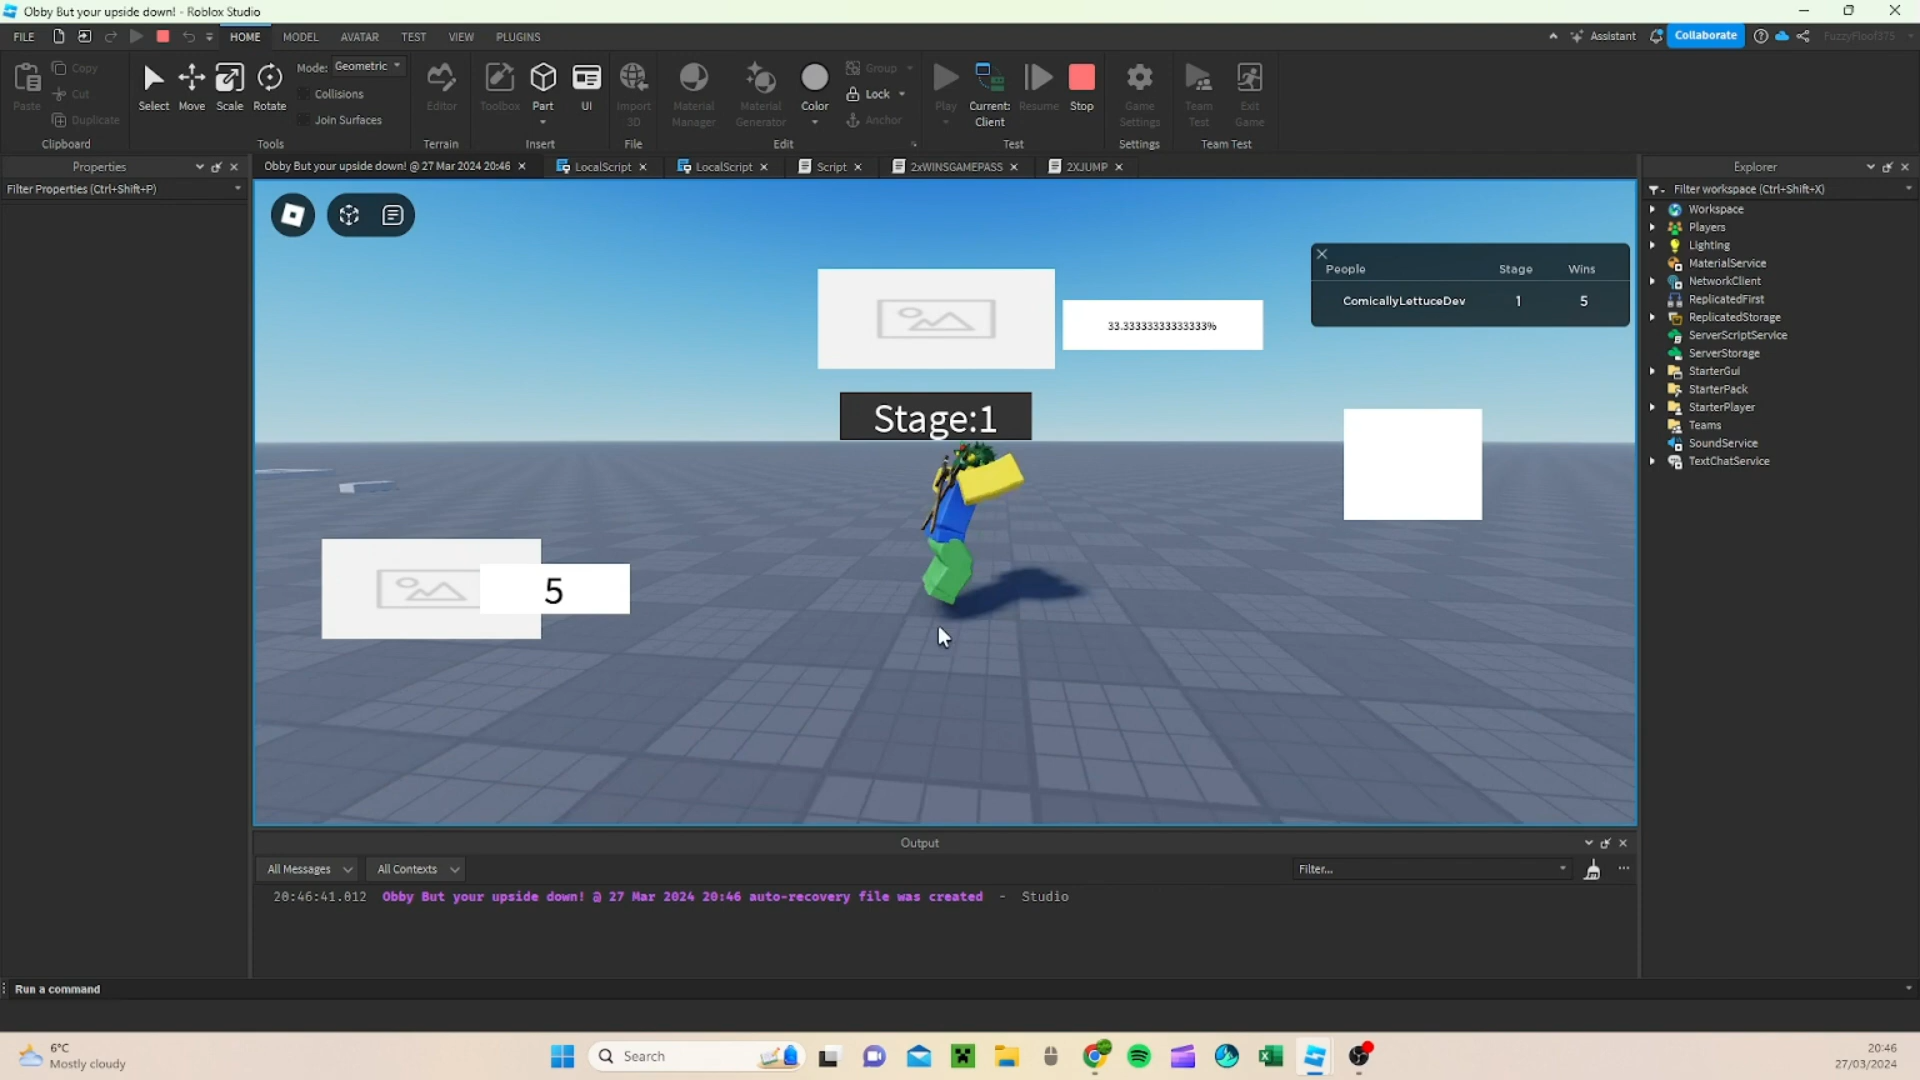 Obby But your upside down! - Roblox Studio
FILE HOME MODEL AVATAR TEST VIEW PLUGINS
Assistant Collaborate FuzzyFloof375
Paste Copy Cut Duplicate
Select Move Scale Rotate
Mode: Geometric
Collisions
Join Surfaces
Editor
Toolbox Part UI
Import 3D
Material Manager
Material Generator
Color
Group
Lock
Anchor
Play
Current: Client
Resume Stop
Game Settings
Team Test
Exit Game
Clipboard Tools Terrain Insert File Edit Test Settings Team Test
Properties
Filter Properties (Ctrl+Shift+P)
Obby But your upside down! @ 27 Mar 2024 20:46 LocalScript LocalScript Script 2xWINSGAMEPASS 2XJUMP
People Stage Wins
ComicallyLettuceDev 1 5
33.33333333333333%
Stage:1
5
Explorer
Filter workspace (Ctrl+Shift+X)
Workspace
Players
Lighting
MaterialService
NetworkClient
ReplicatedFirst
ReplicatedStorage
ServerScriptService
ServerStorage
StarterGui
StarterPack
StarterPlayer
Teams
SoundService
TextChatService
Output
All Messages All Contexts Filter...
20:46:41.012 Obby But your upside down! @ 27 Mar 2024 20:46 auto-recovery file was created - Studio
Run a command
6°C
Mostly cloudy
Search
20:46
27/03/2024